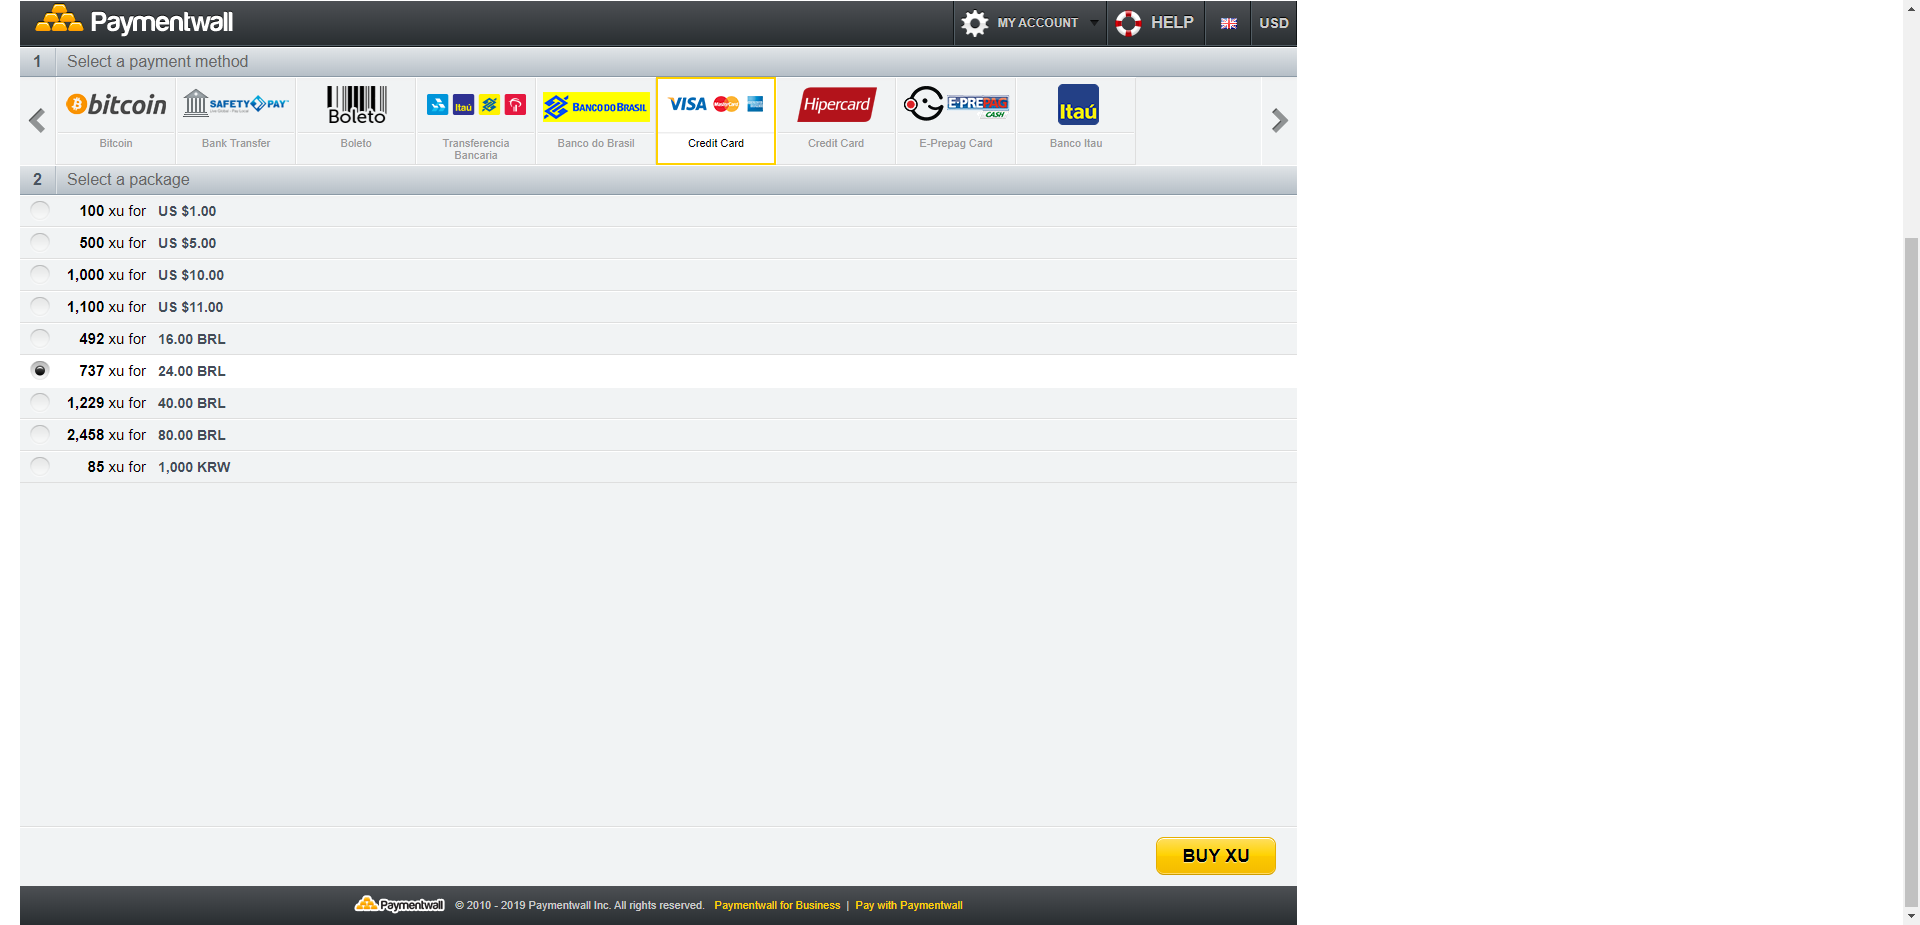 Paymentwall
MY ACCOUNT
HELP
USD
1 Select a payment method
bitcoin
SAFETY PAY
Boleto
Itaú
BANCO DO BRASIL
VISA MasterCard
Hipercard
E-PREPAG CASH
Itaú
Bitcoin
Bank Transfer
Boleto
Transferencia
Bancaria
Banco do Brasil
Credit Card
Credit Card
E-Prepag Card
Banco Itau
2 Select a package
100 xu for US $1.00
500 xu for US $5.00
1,000 xu for US $10.00
1,100 xu for US $11.00
492 xu for 16.00 BRL
737 xu for 24.00 BRL
1,229 xu for 40.00 BRL
2,458 xu for 80.00 BRL
85 xu for 1,000 KRW
BUY XU
Paymentwall © 2010 - 2019 Paymentwall Inc. All rights reserved. Paymentwall for Business | Pay with Paymentwall